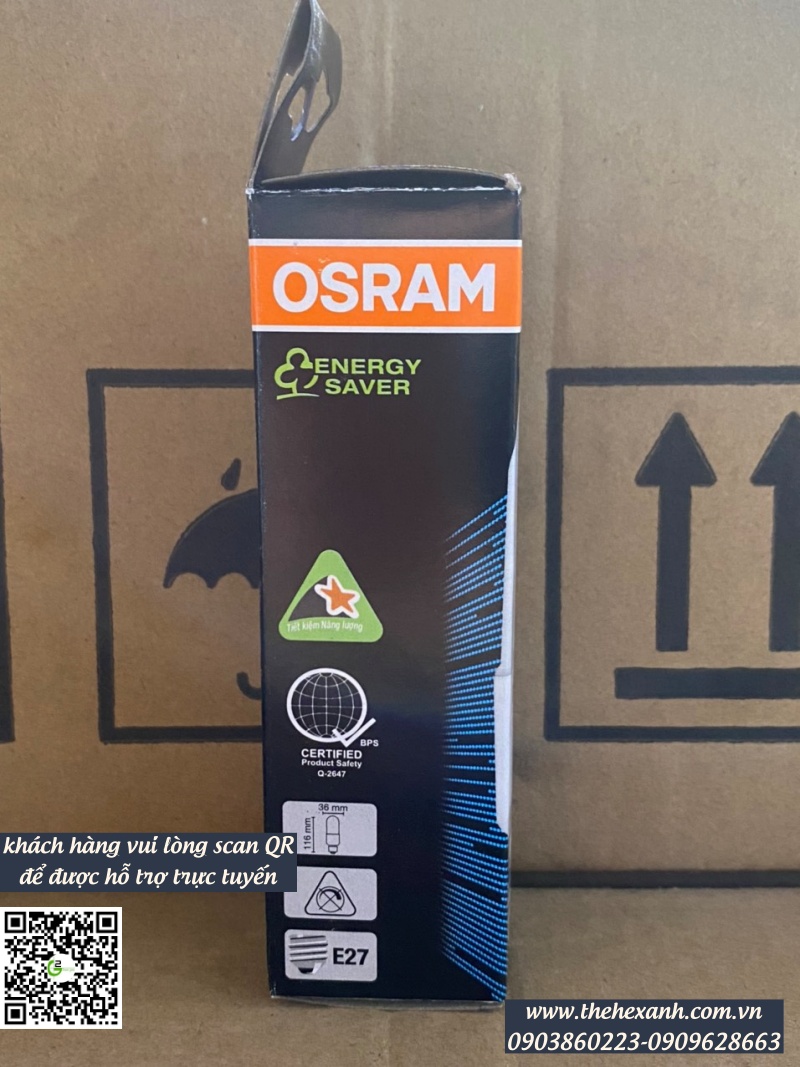 OSRAM
ENERGY
SAVER
Tiết kiệm Năng lượng
BPS
CERTIFIED
Product Safety
Q-2647
36 mm
116 mm
E27
khách hàng vui lòng scan QR
để được hỗ trợ trực tuyến
G2
www.thehexanh.com.vn
0903860223-0909628663